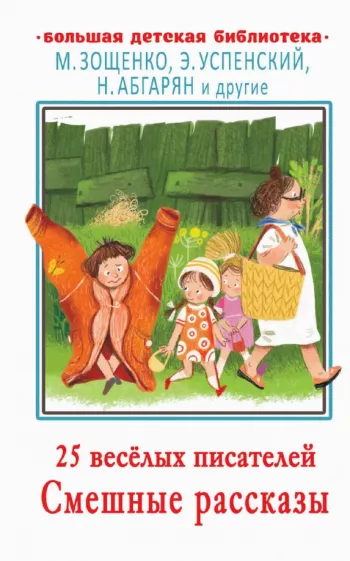 ·БОЛЬШАЯ ДЕТСКАЯ БИБЛИОТЕКА·
М. ЗОЩЕНКО, Э. УСПЕНСКИЙ,
Н. АБГАРЯН и другие
25 весёлых писателей
Смешные рассказы